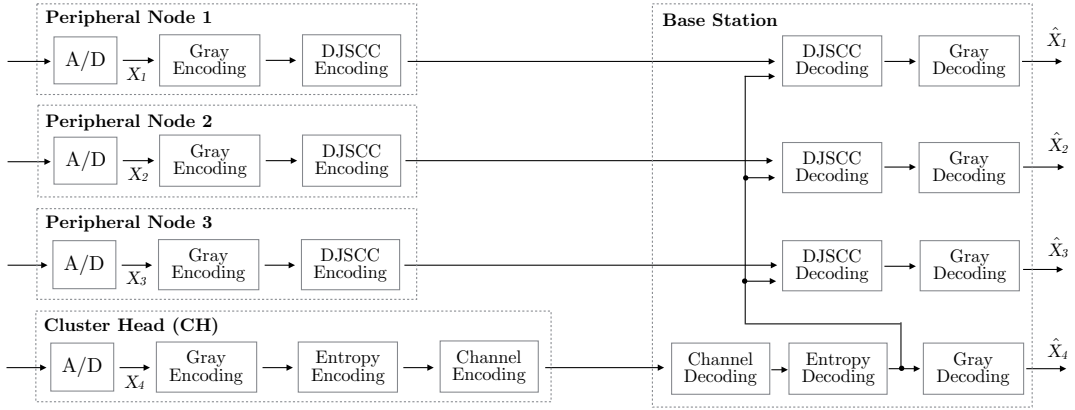 Peripheral Node 1
A/D
X1
Gray
Encoding
DJSCC
Encoding
Peripheral Node 2
A/D
X2
Gray
Encoding
DJSCC
Encoding
Peripheral Node 3
A/D
X3
Gray
Encoding
DJSCC
Encoding
Cluster Head (CH)
A/D
X4
Gray
Encoding
Entropy
Encoding
Channel
Encoding
Base Station
DJSCC
Decoding
Gray
Decoding
X̂1
DJSCC
Decoding
Gray
Decoding
X̂2
DJSCC
Decoding
Gray
Decoding
X̂3
Channel
Decoding
Entropy
Decoding
Gray
Decoding
X̂4